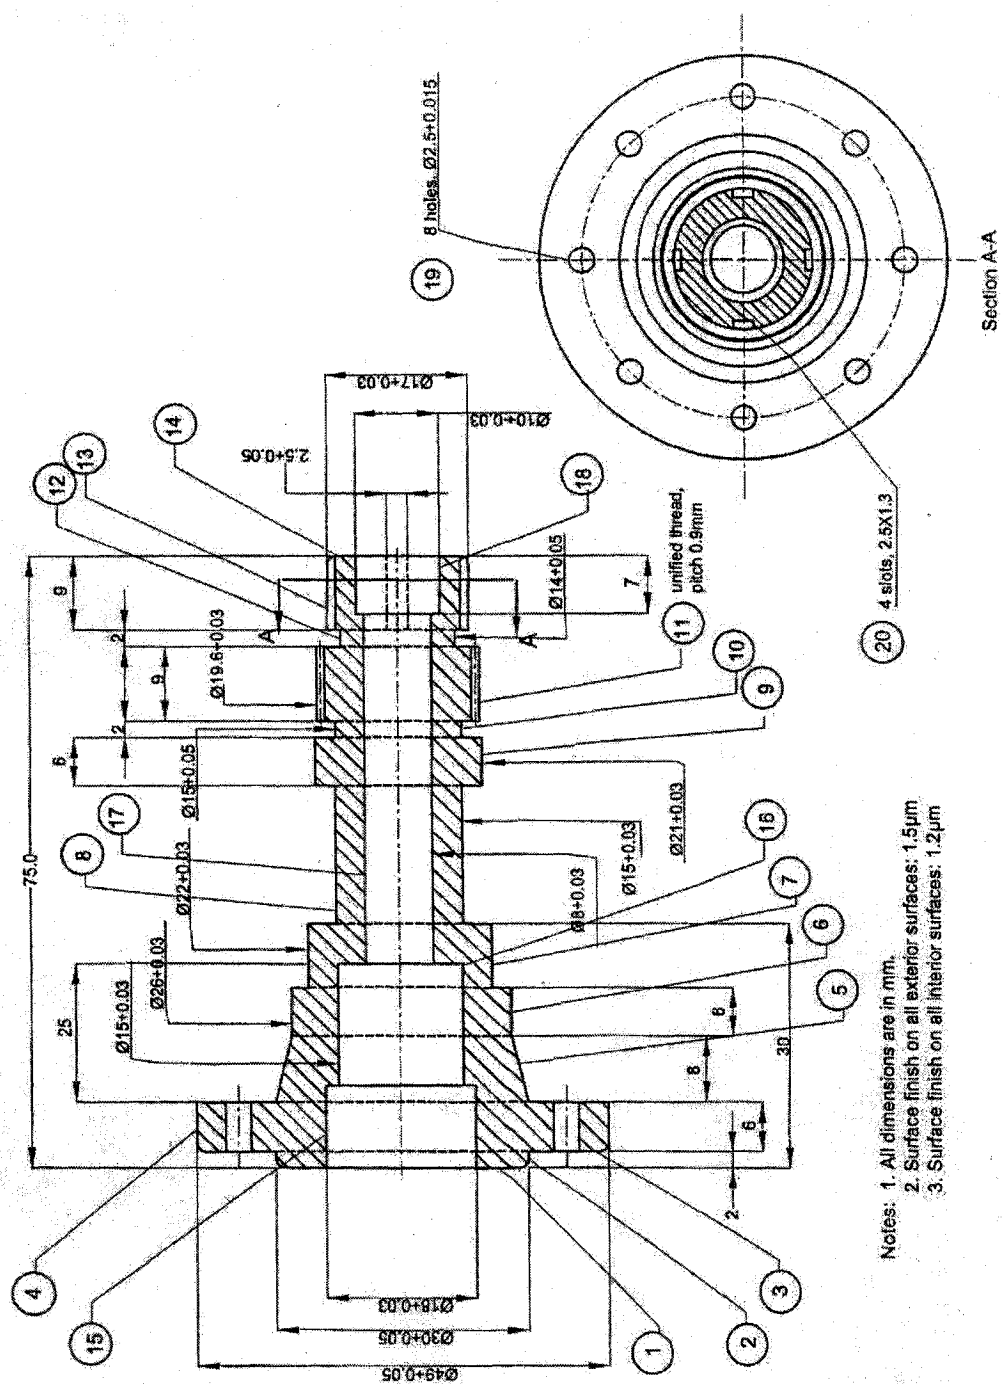 75.0
25
6
2
9
2
9
Ø15+0.03
Ø26+0.03
Ø22+0.03
Ø15+0.05
Ø19.6+0.03
2.5+0.05
Ø17+0.03
Ø10+0.03
Ø14+0.05
7
A
A
unified thread,
pitch 0.9mm
Ø21+0.03
Ø15+0.03
Ø8+0.03
Ø18+0.03
Ø30+0.05
Ø49+0.05
2
6
8
6
30
1
2
3
4
5
6
7
8
9
10
11
12
13
14
15
16
17
18
19
8 holes, Ø2.5+0.015
20
4 slots, 2.5X1.3
Section A-A
Notes: 1. All dimensions are in mm.
2. Surface finish on all exterior surfaces: 1.5µm
3. Surface finish on all interior surfaces: 1.2µm